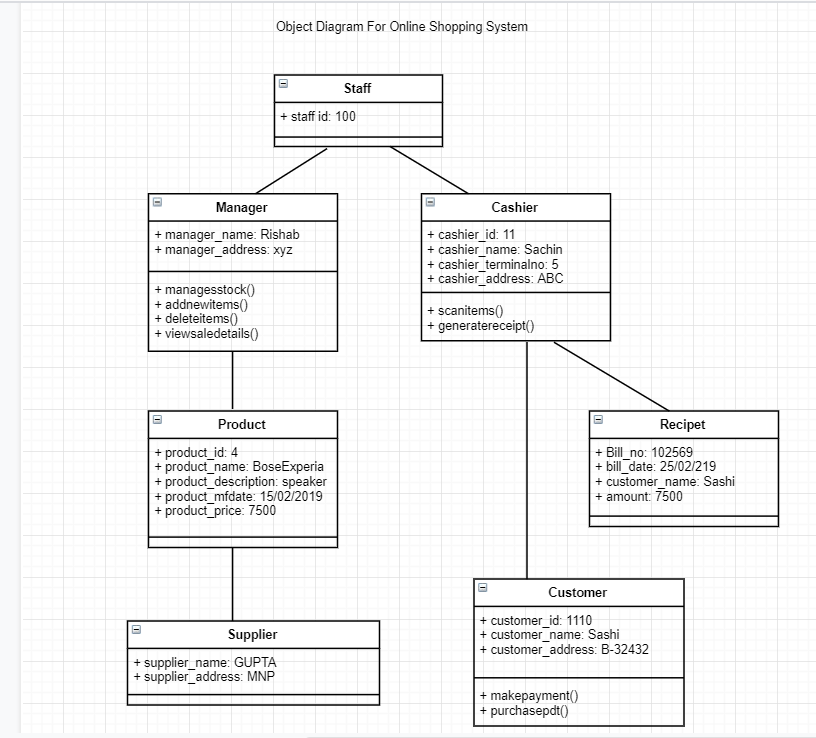 Object Diagram For Online Shopping System
Staff
+ staff id: 100
Manager
+ manager_name: Rishab
+ manager_address: xyz
+ managesstock()
+ addnewitems()
+ deleteitems()
+ viewsaledetails()
Cashier
+ cashier_id: 11
+ cashier_name: Sachin
+ cashier_terminalno: 5
+ cashier_address: ABC
+ scanitems()
+ generatereceipt()
Product
+ product_id: 4
+ product_name: BoseExperia
+ product_description: speaker
+ product_mfdate: 15/02/2019
+ product_price: 7500
Recipet
+ Bill_no: 102569
+ bill_date: 25/02/219
+ customer_name: Sashi
+ amount: 7500
Supplier
+ supplier_name: GUPTA
+ supplier_address: MNP
Customer
+ customer_id: 1110
+ customer_name: Sashi
+ customer_address: B-32432
+ makepayment()
+ purchasepdt()